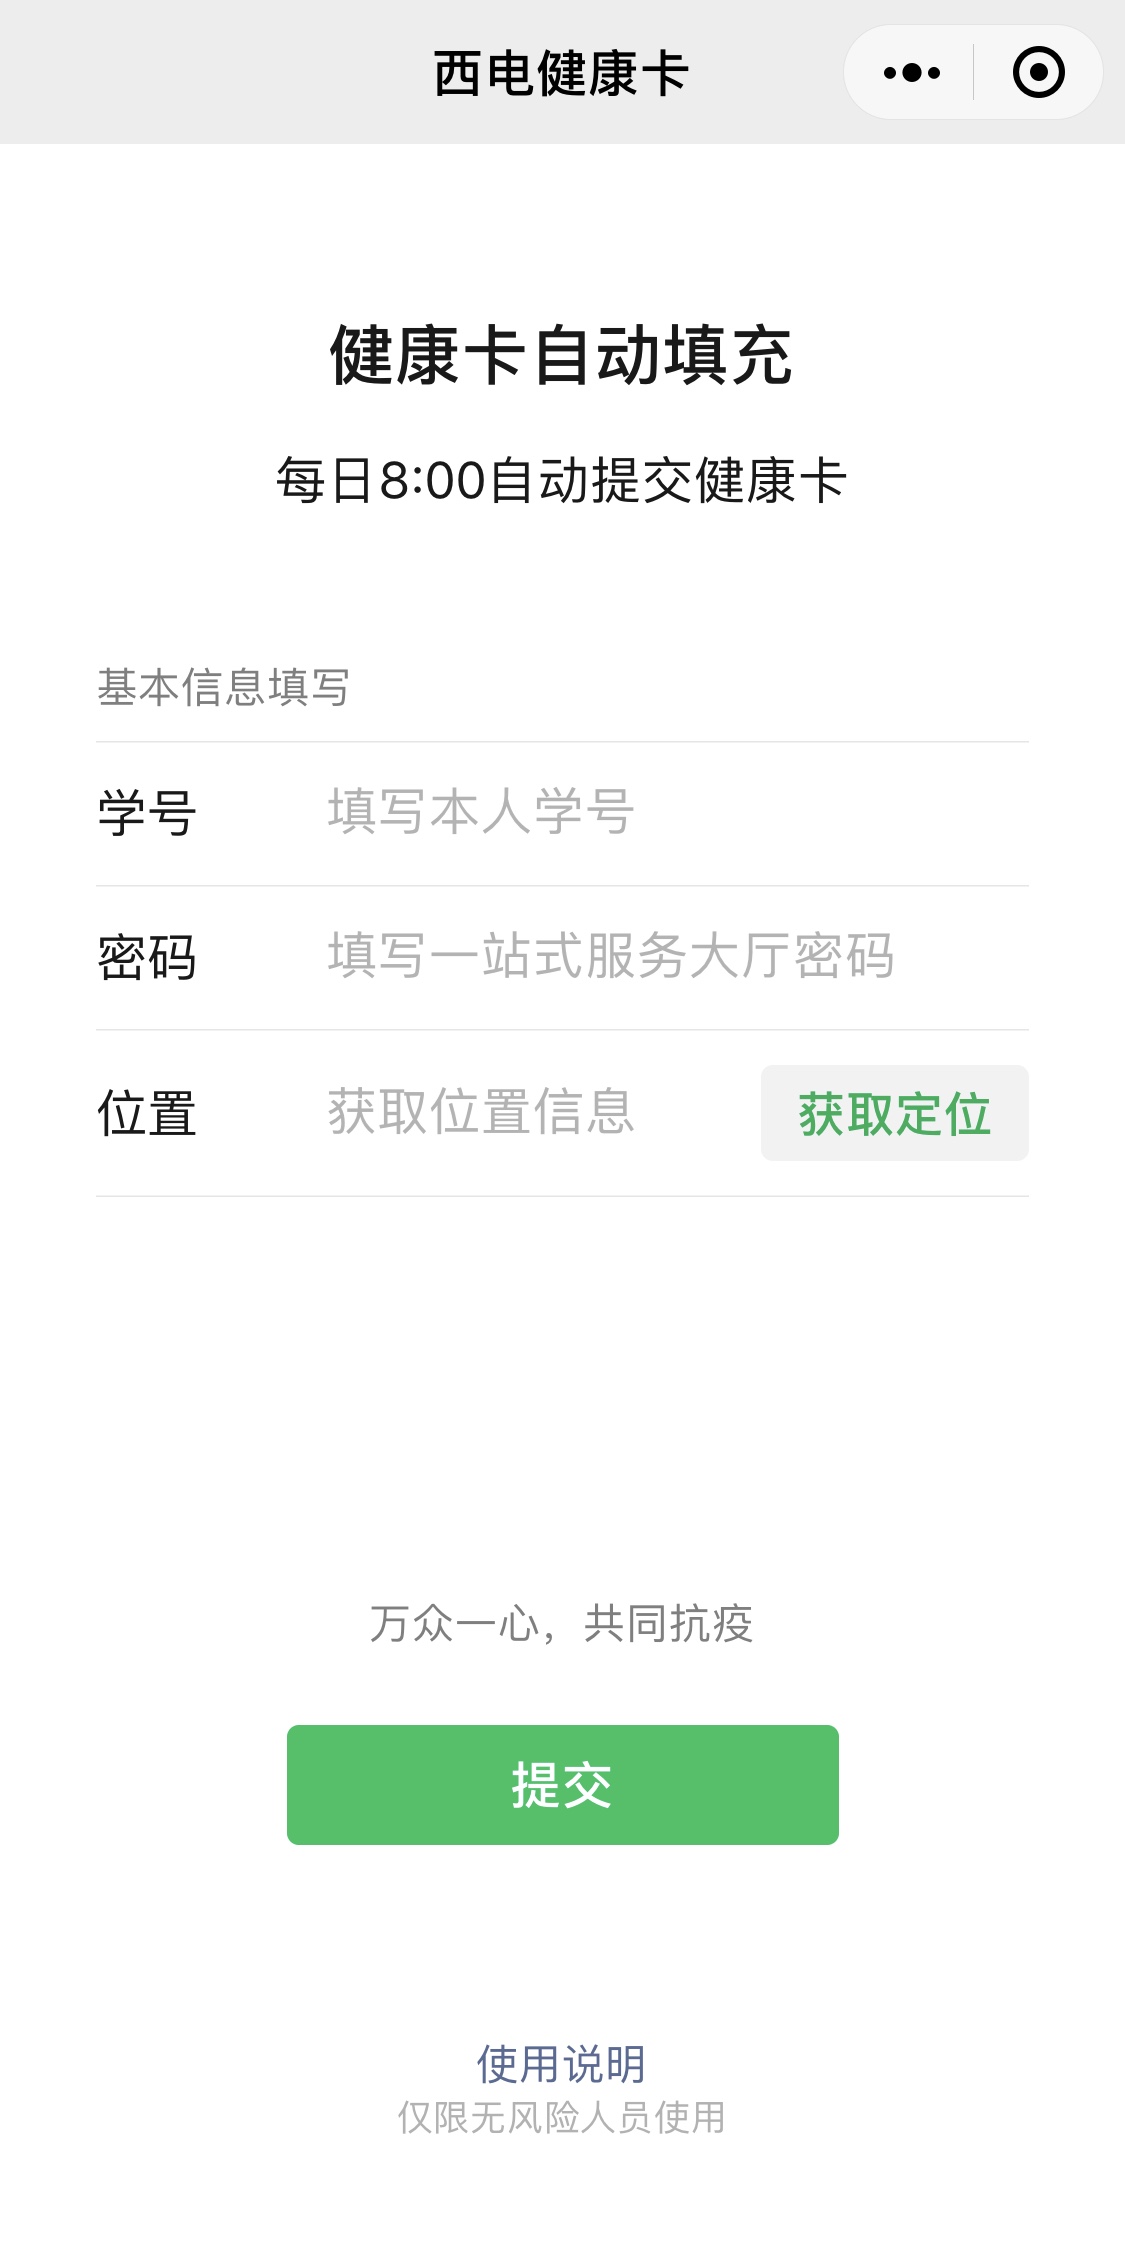 西电健康卡
健康卡自动填充
每日8:00自动提交健康卡
基本信息填写
学号 填写本人学号
密码 填写一站式服务大厅密码
位置 获取位置信息 获取定位
万众一心，共同抗疫
提交
使用说明
仅限无风险人员使用